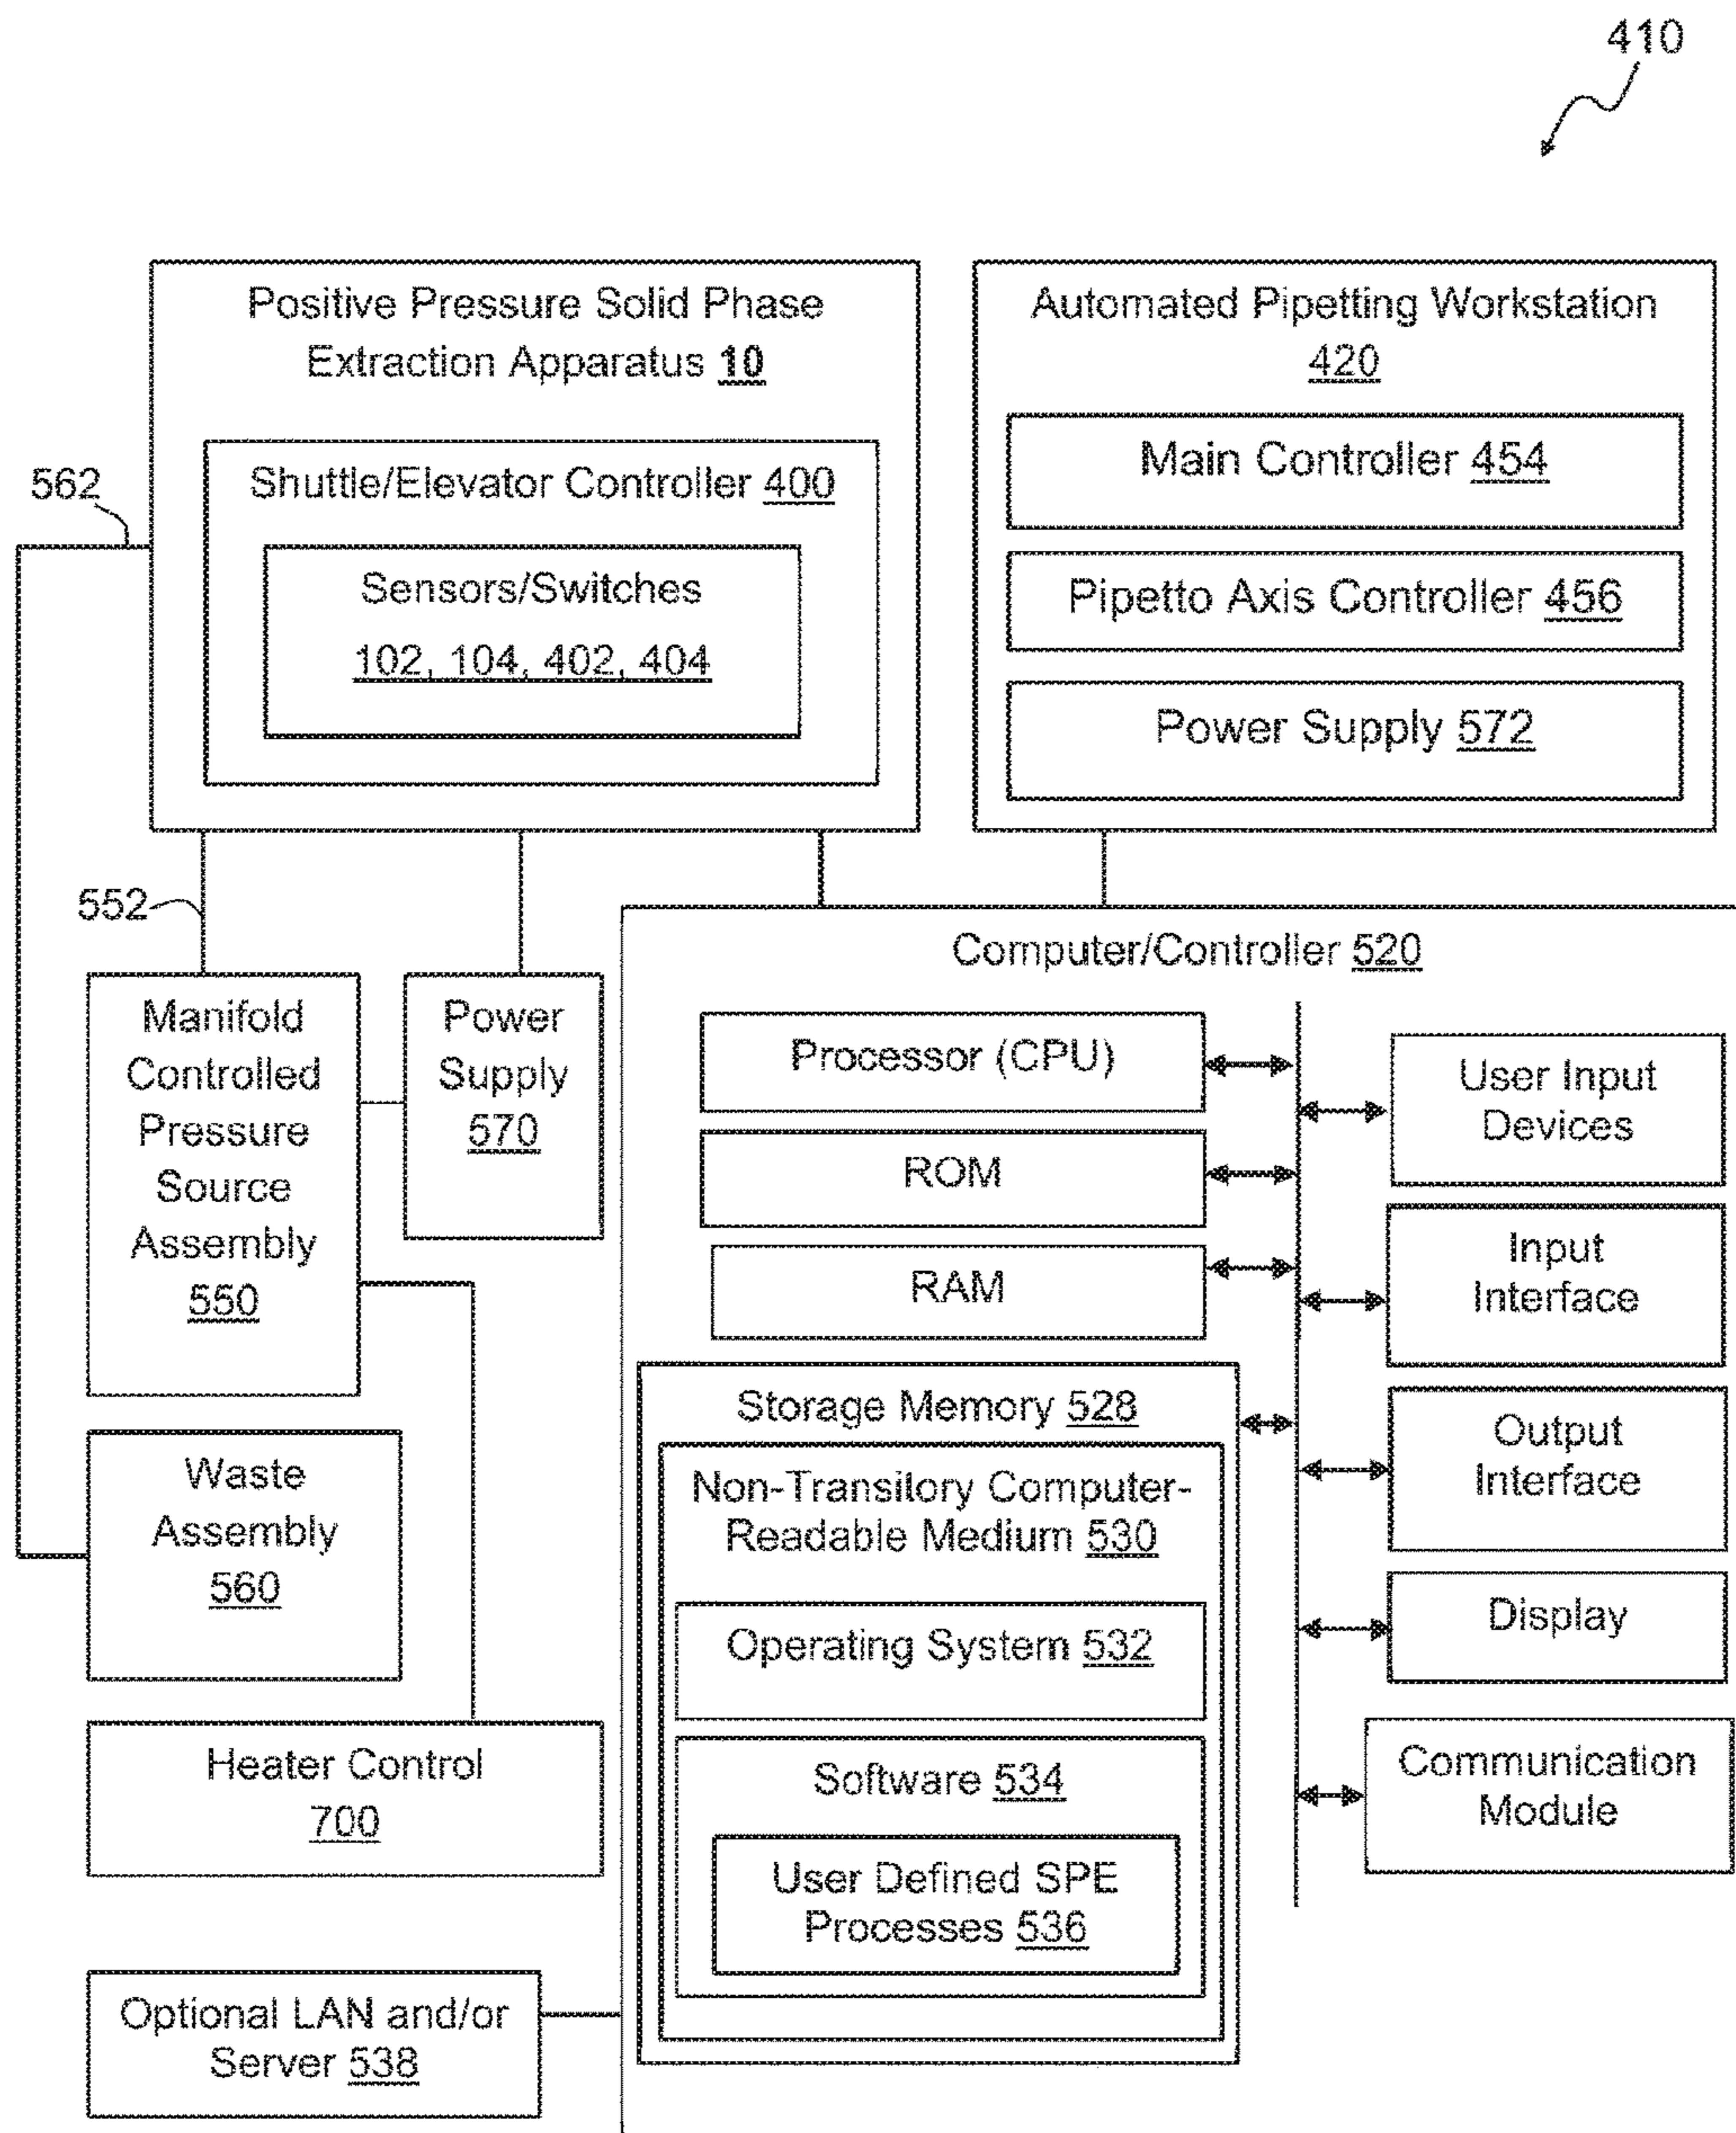 410
Positive Pressure Solid Phase
Extraction Apparatus 10
Shuttle/Elevator Controller 400
Sensors/Switches
102, 104, 402, 404
562
Automated Pipetting Workstation
420
Main Controller 454
Pipetto Axis Controller 456
Power Supply 572
552
Manifold
Controlled
Pressure
Source
Assembly
550
Power
Supply
570
Waste
Assembly
560
Heater Control
700
Optional LAN and/or
Server 538
Computer/Controller 520
Processor (CPU)
ROM
RAM
Storage Memory 528
Non-Transitory Computer-
Readable Medium 530
Operating System 532
Software 534
User Defined SPE
Processes 536
User Input
Devices
Input
Interface
Output
Interface
Display
Communication
Module